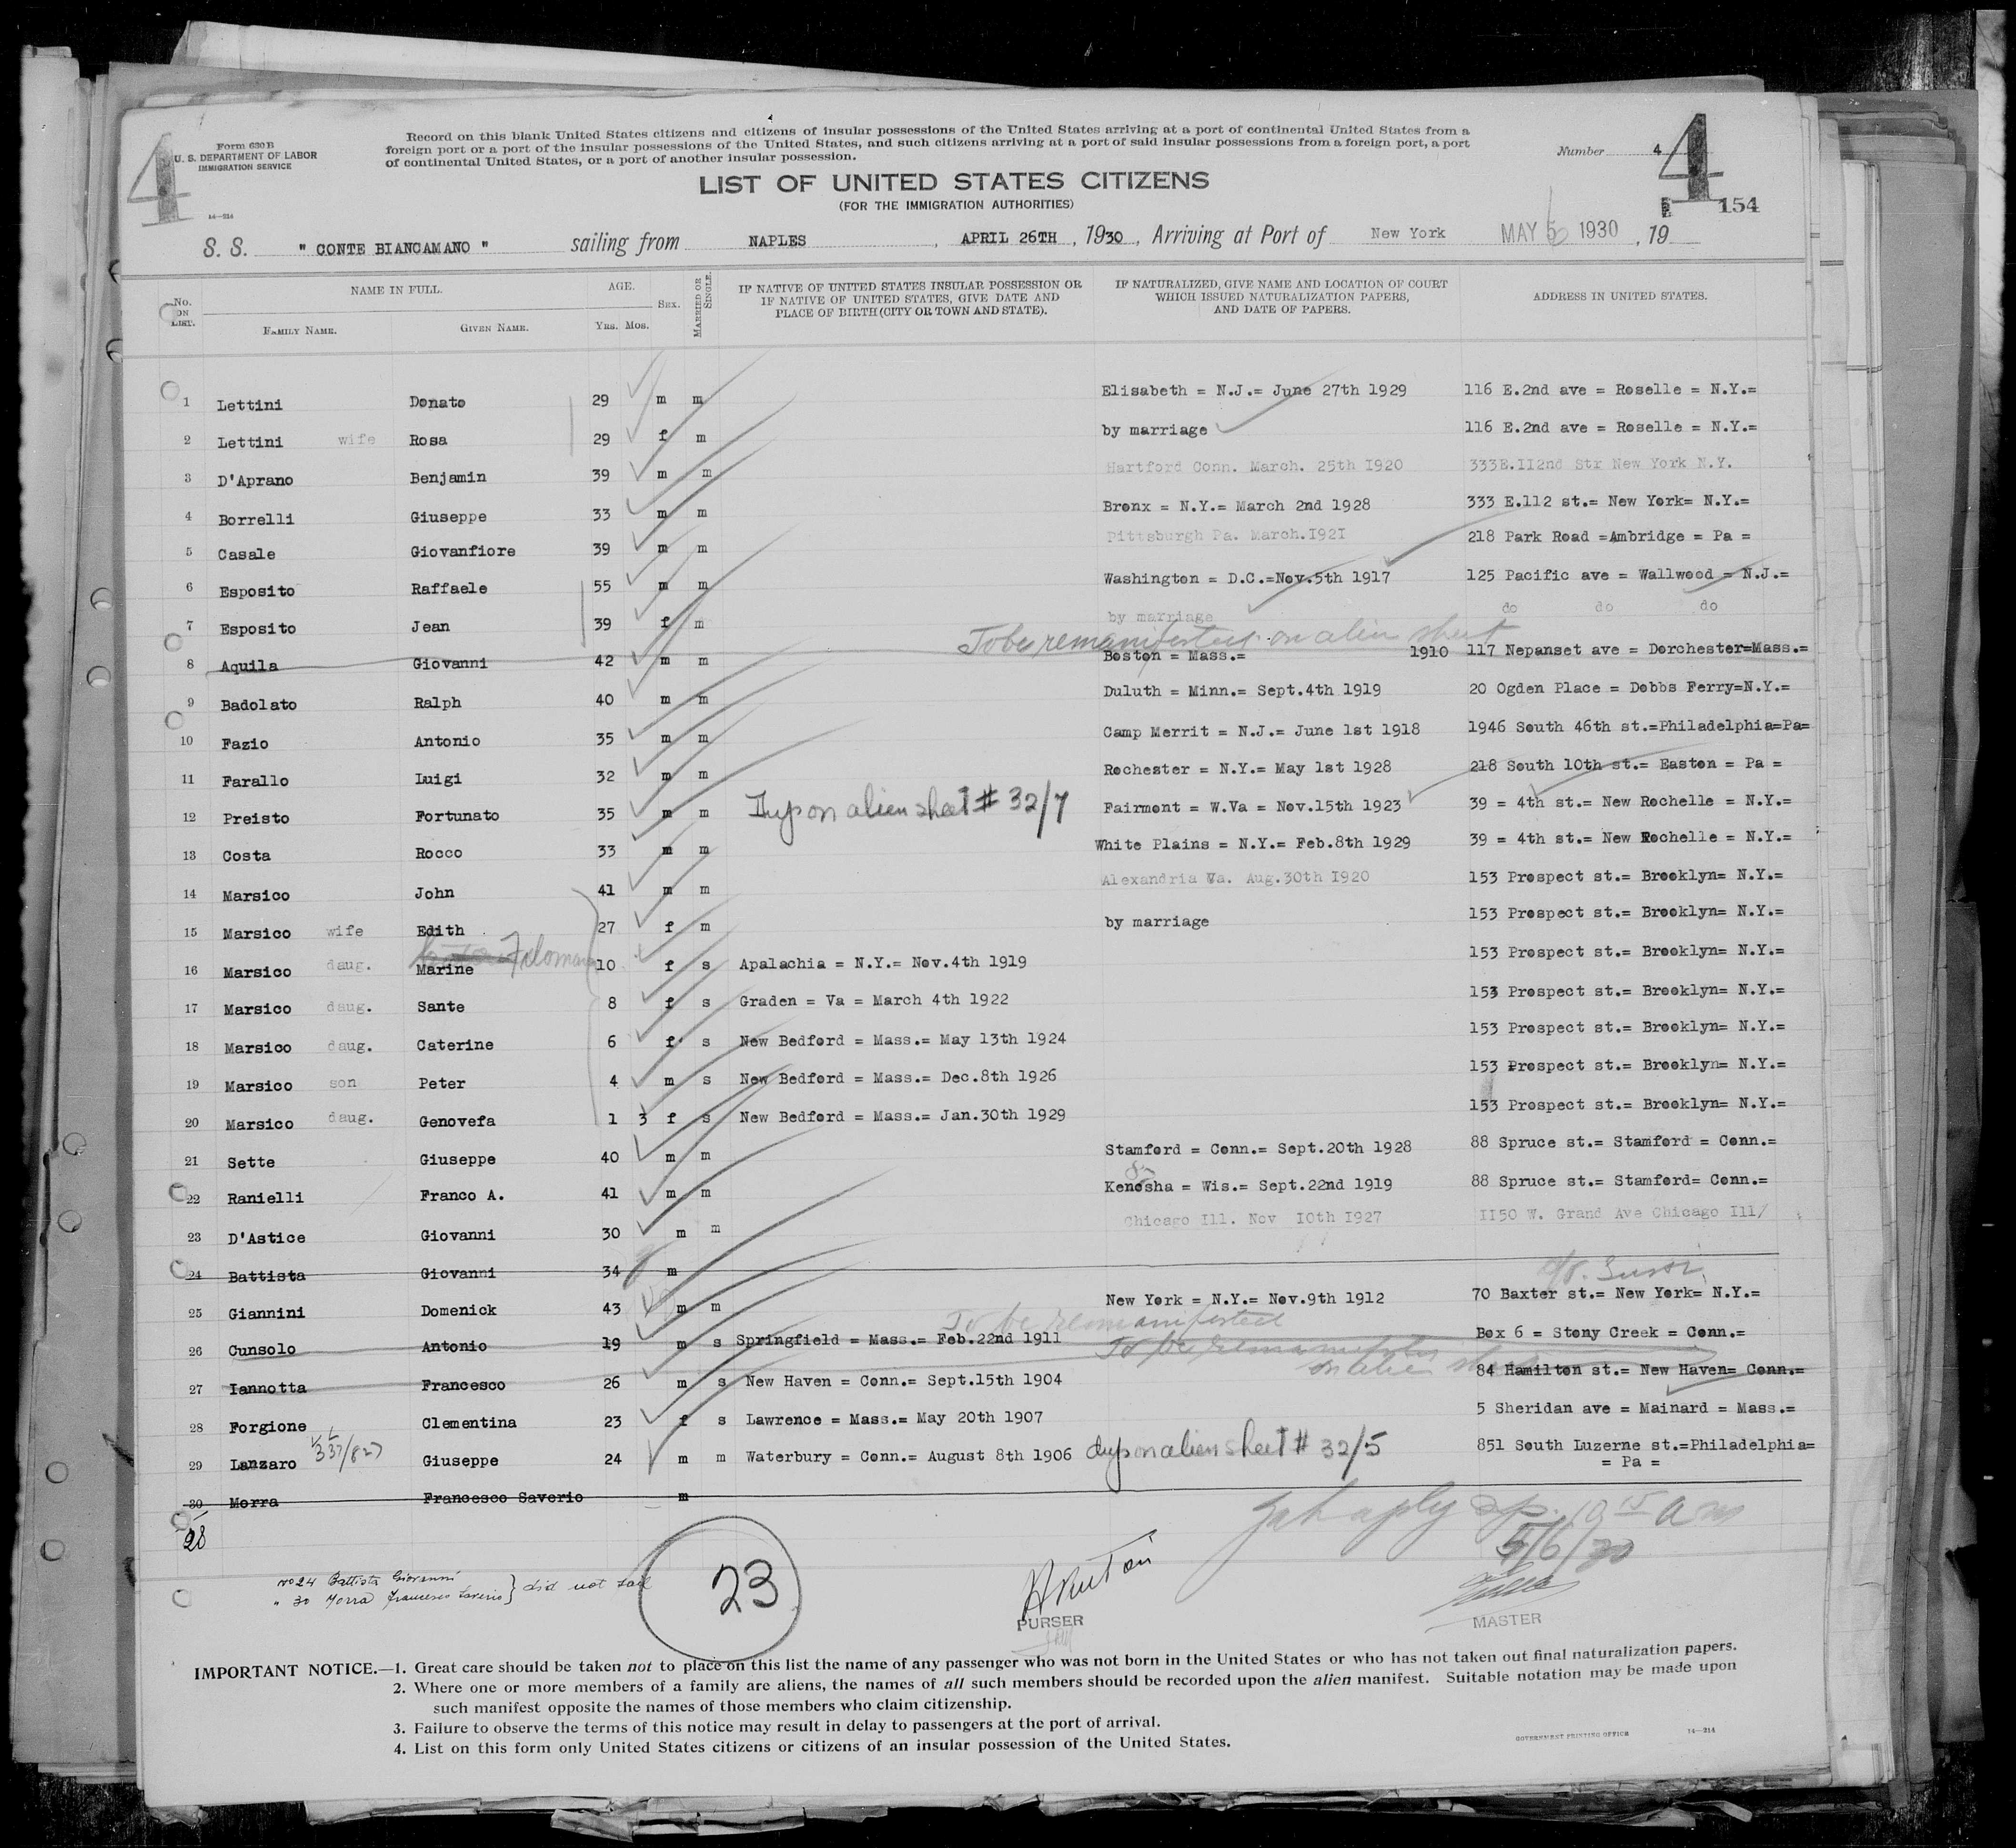 4
Form 630 B
U. S. DEPARTMENT OF LABOR
IMMIGRATION SERVICE
14—214
Record on this blank United States citizens and citizens of insular possessions of the United States arriving at a port of continental United States from a
foreign port or a port of the insular possessions of the United States, and such citizens arriving at a port of said insular possessions from a foreign port, a port
of continental United States, or a port of another insular possession.
Number 4
4
154
LIST OF UNITED STATES CITIZENS
(FOR THE IMMIGRATION AUTHORITIES)
S. S. " CONTE BIANCAMANO " sailing from NAPLES, APRIL 26TH, 1930, Arriving at Port of New York MAY 5 1930, 19
No. ON LIST. NAME IN FULL. AGE. SEX. MARRIED OR SINGLE. IF NATIVE OF UNITED STATES INSULAR POSSESSION OR IF NATIVE OF UNITED STATES, GIVE DATE AND PLACE OF BIRTH (CITY OR TOWN AND STATE). IF NATURALIZED, GIVE NAME AND LOCATION OF COURT WHICH ISSUED NATURALIZATION PAPERS, AND DATE OF PAPERS. ADDRESS IN UNITED STATES.
FAMILY NAME. GIVEN NAME. YRS. MOS.
1 Lettini Donato 29 m m Elisabeth = N.J.= June 27th 1929 116 E.2nd ave = Roselle = N.Y.=
2 Lettini wife Rosa 29 f m by marriage 116 E.2nd ave = Roselle = N.Y.=
3 D'Aprano Benjamin 39 m m Hartford Conn. March. 25th I920 333E.II2nd Str New York N.Y.
4 Borrelli Giuseppe 33 m m Bronx = N.Y.= March 2nd 1928 333 E.112 st.= New York= N.Y.=
5 Casale Giovanfiore 39 m m Pittsburgh Pa. March.I92I 218 Park Road =Ambridge = Pa =
6 Esposito Raffaele 55 m m Washington = D.C.=Nov.5th 1917 125 Pacific ave = Wallwood = N.J.=
7 Esposito Jean 39 f m by marriage do do do
To be remanifested on alien sheet
8 Aquila Giovanni 42 m m Boston = Mass.= 1910 117 Nepanset ave = Dorchester=Mass.=
9 Badolato Ralph 40 m m Duluth = Minn.= Sept.4th 1919 20 Ogden Place = Dobbs Ferry=N.Y.=
10 Fazio Antonio 35 m m Camp Merrit = N.J.= June 1st 1918 1946 South 46th st.=Philadelphia=Pa=
11 Farallo Luigi 32 m m Rochester = N.Y.= May 1st 1928 218 South 10th st.= Easton = Pa =
12 Preisto Fortunato 35 m m on alien sheet # 32/7 Fairmont = W.Va = Nov.15th 1923 39 = 4th st.= New Rochelle = N.Y.=
13 Costa Rocco 33 m m White Plains = N.Y.= Feb.8th 1929 39 = 4th st.= New Rochelle = N.Y.=
14 Marsico John 41 m m Alexandria Va. Aug.30th I920 153 Prospect st.= Brooklyn= N.Y.=
15 Marsico wife Edith 27 f m by marriage 153 Prospect st.= Brooklyn= N.Y.=
Filomena
16 Marsico daug. Marine 10 f s Apalachia = N.Y.= Nov.4th 1919 153 Prospect st.= Brooklyn= N.Y.=
17 Marsico daug. Sante 8 f s Graden = Va = March 4th 1922 153 Prospect st.= Brooklyn= N.Y.=
18 Marsico daug. Caterine 6 f s New Bedford = Mass.= May 13th 1924 153 Prospect st.= Brooklyn= N.Y.=
19 Marsico son Peter 4 m s New Bedford = Mass.= Dec.8th 1926 153 Prospect st.= Brooklyn= N.Y.=
20 Marsico daug. Genovefa 1 3 f s New Bedford = Mass.= Jan.30th 1929 153 Prospect st.= Brooklyn= N.Y.=
21 Sette Giuseppe 40 m m Stamford = Conn.= Sept.20th 1928 88 Spruce st.= Stamford = Conn.=
22 Ranielli Franco A. 41 m m Kenosha = Wis.= Sept.22nd 1919 88 Spruce st.= Stamford= Conn.=
23 D'Astice Giovanni 30 m m Chicago Ill. Nov I0th I927 II50 W. Grand Ave Chicago Ill/
24 Battista Giovanni 34 m
25 Giannini Domenick 43 m m New York = N.Y.= Nov.9th 1912 70 Baxter st.= New York= N.Y.=
To be remanifested
26 Cunsolo Antonio 19 m s Springfield = Mass.= Feb.22nd 1911 Box 6 = Stony Creek = Conn.=
To be remanifested on alien
27 Iannotta Francesco 26 m s New Haven = Conn.= Sept.15th 1904 84 Hamilton st.= New Haven= Conn.=
28 Forgione Clementina 23 f s Lawrence = Mass.= May 20th 1907 5 Sheridan ave = Mainard = Mass.=
29 Lanzaro Giuseppe 24 m m Waterbury = Conn.= August 8th 1906 on alien sheet # 32/5 851 South Luzerne st.=Philadelphia=
= Pa =
30 Morra Francesco Saverio m
28
5/6/30
nº 24 Battista Giovanni
" 30 Morra Francesco Saverio } did not sail
23
PURSER
MASTER
IMPORTANT NOTICE.—1. Great care should be taken not to place on this list the name of any passenger who was not born in the United States or who has not taken out final naturalization papers.
2. Where one or more members of a family are aliens, the names of all such members should be recorded upon the alien manifest. Suitable notation may be made upon
such manifest opposite the names of those members who claim citizenship.
3. Failure to observe the terms of this notice may result in delay to passengers at the port of arrival.
4. List on this form only United States citizens or citizens of an insular possession of the United States.
GOVERNMENT PRINTING OFFICE 14—214